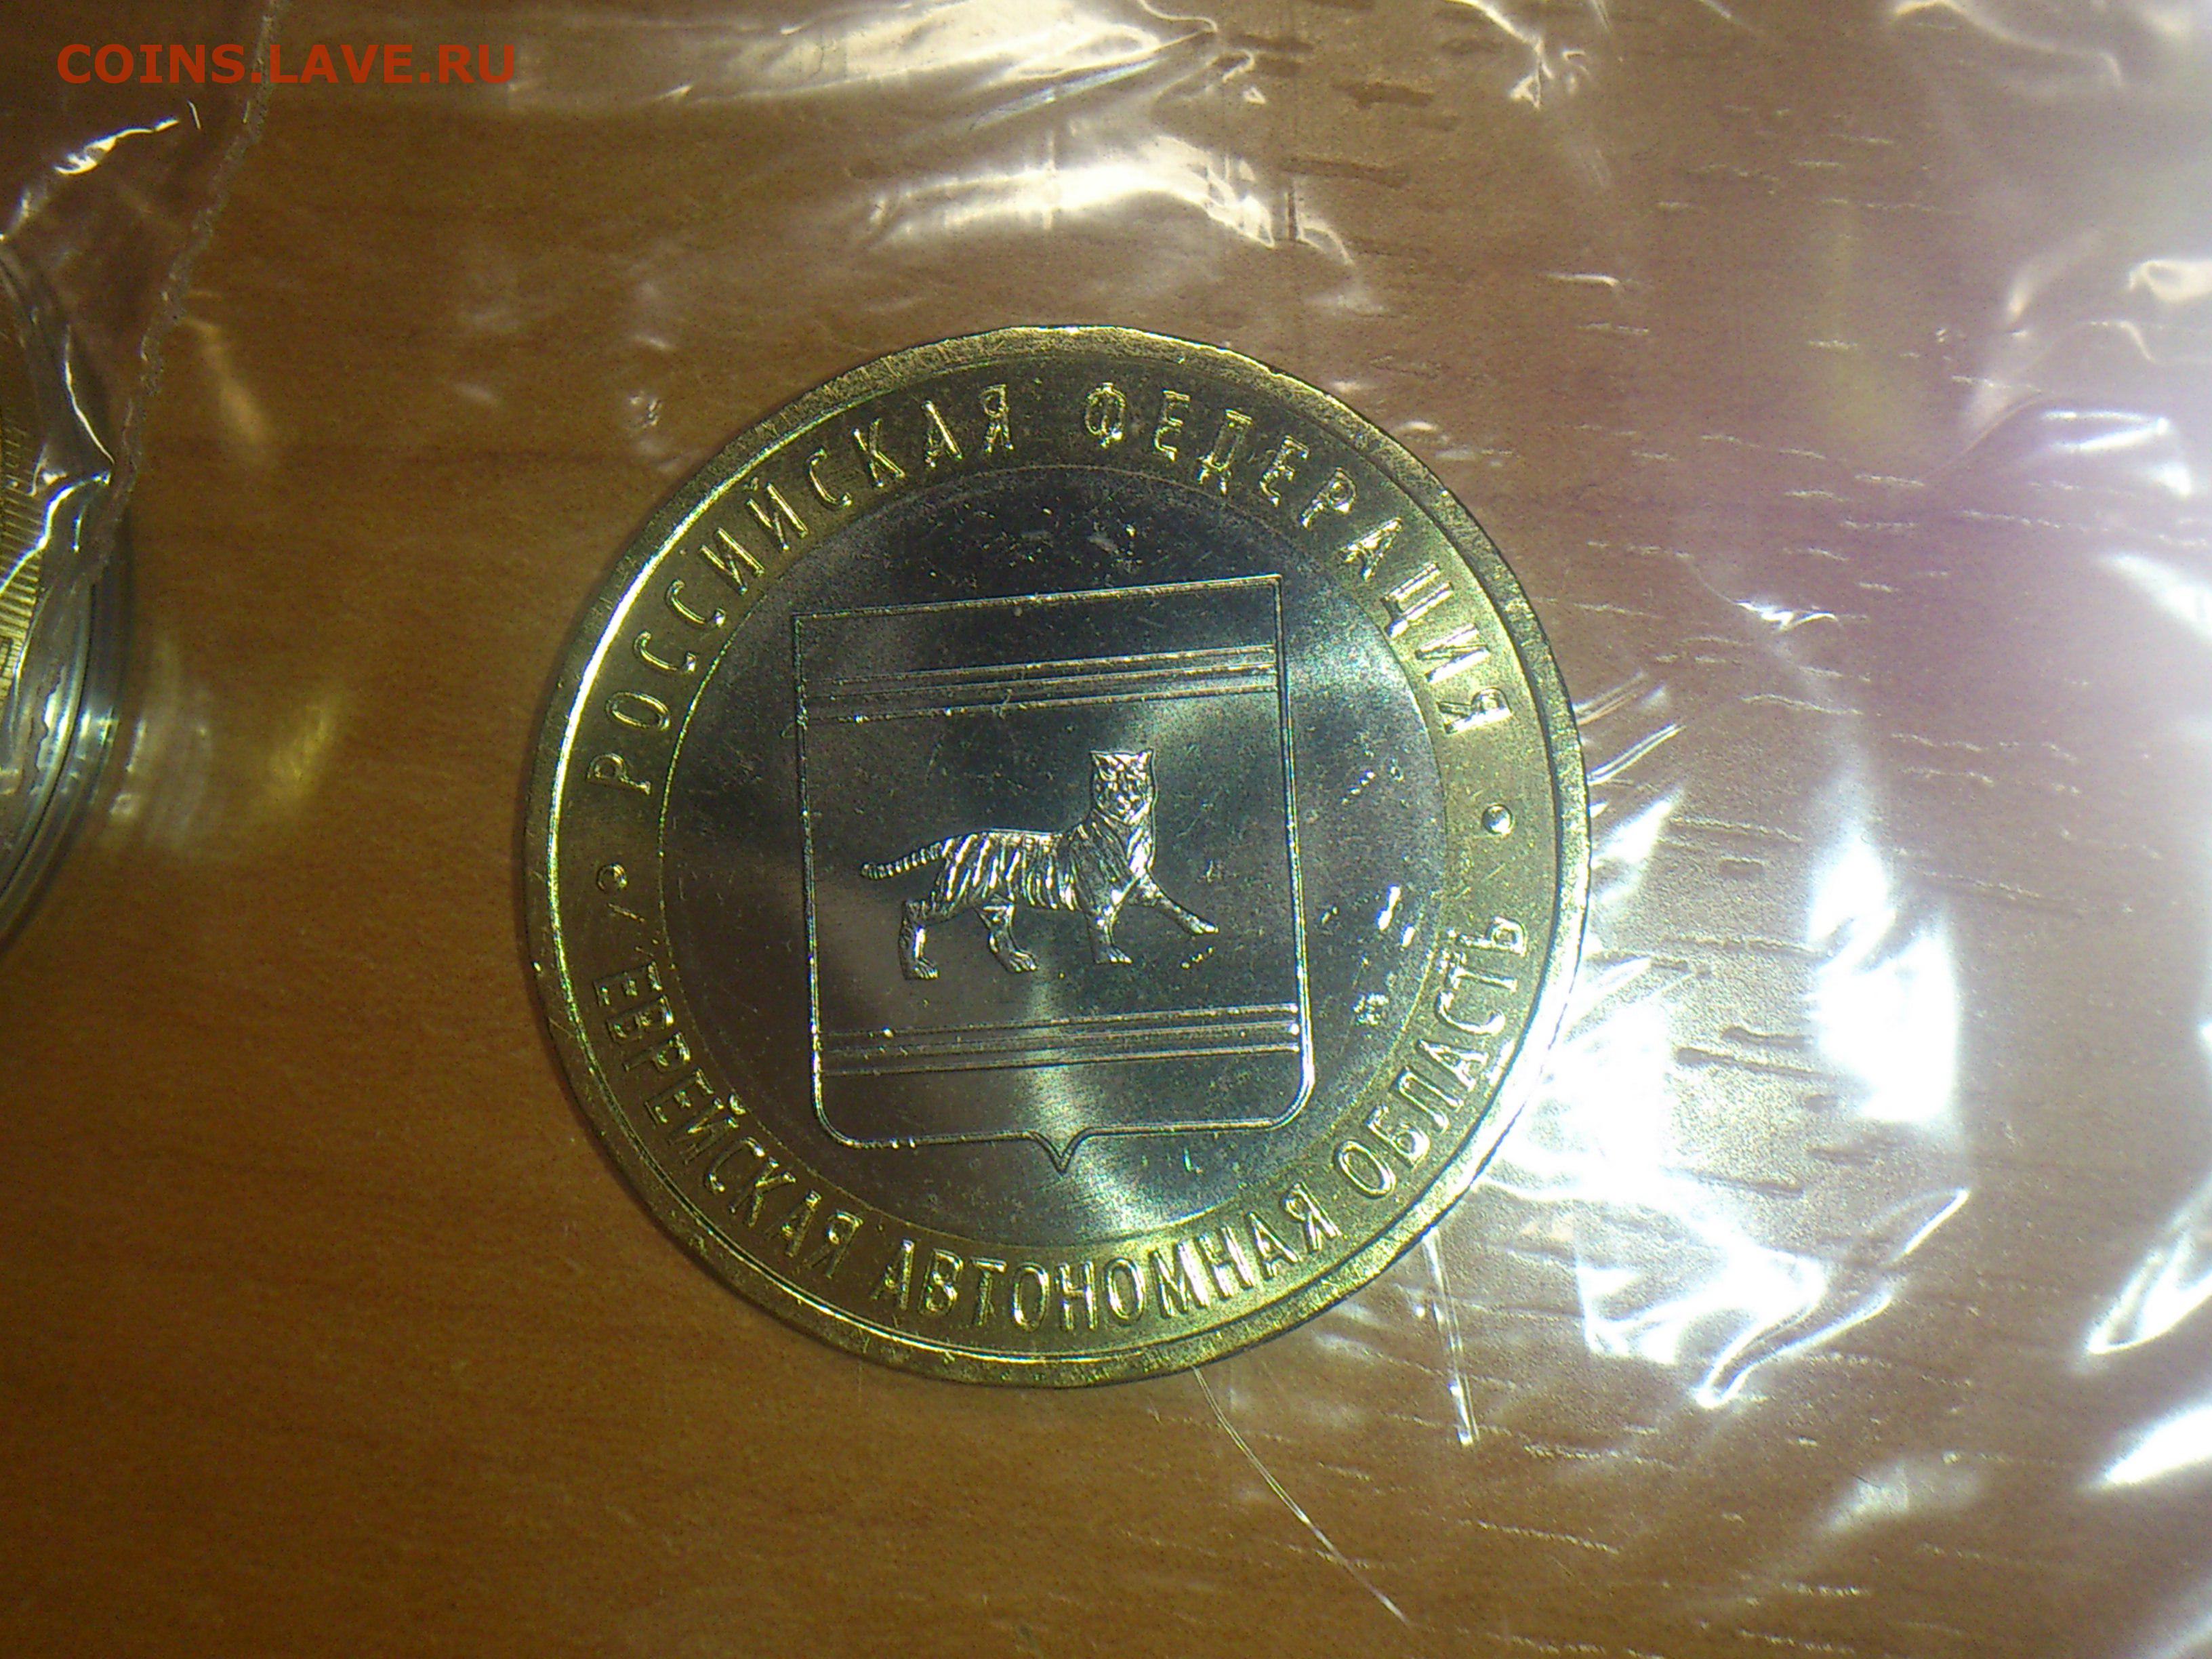 COINS.LAVE.RU
РОССИЙСКАЯ ФЕДЕРАЦИЯ
ЕВРЕЙСКАЯ АВТОНОМНАЯ ОБЛАСТЬ